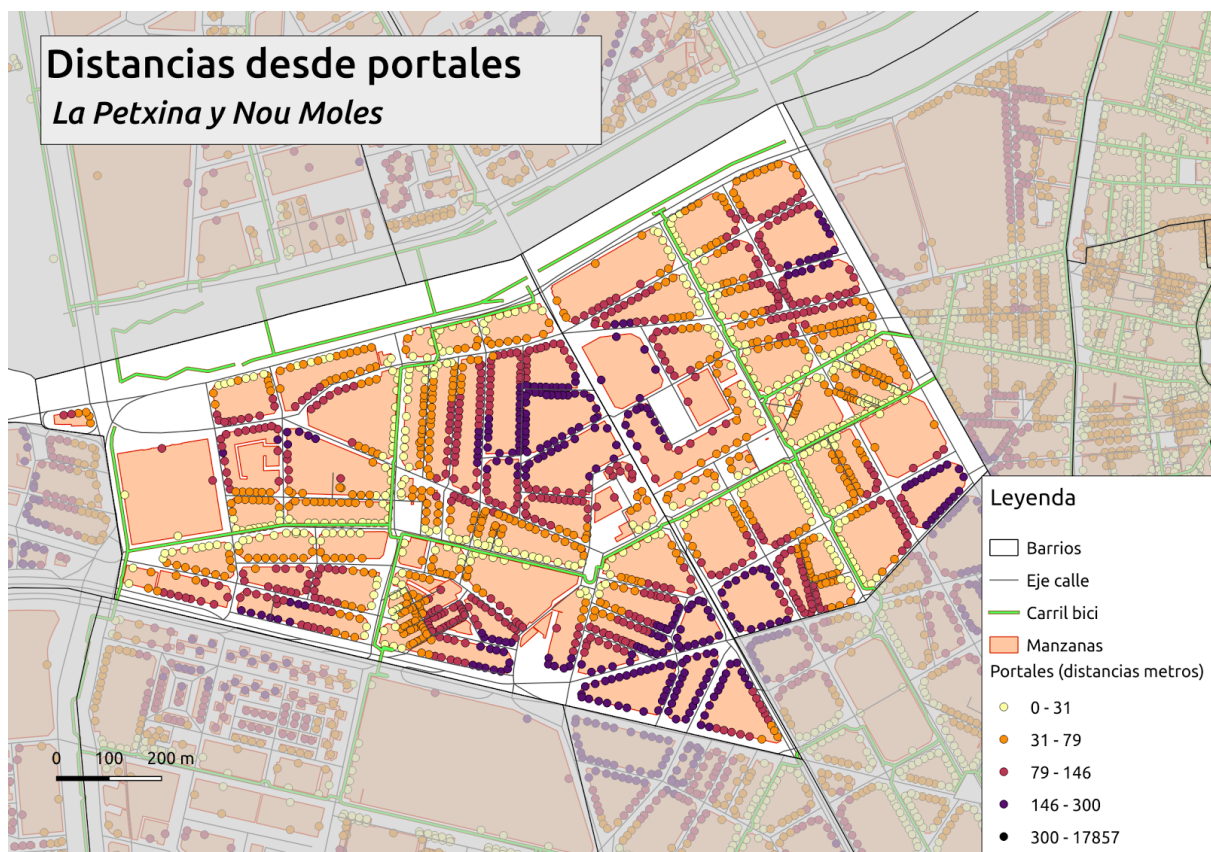 Distancias desde portales
La Petxina y Nou Moles
Leyenda
Barrios
Eje calle
Carril bici
Manzanas
Portales (distancias metros)
0 - 31
31 - 79
79 - 146
146 - 300
300 - 17857
0 100 200 m